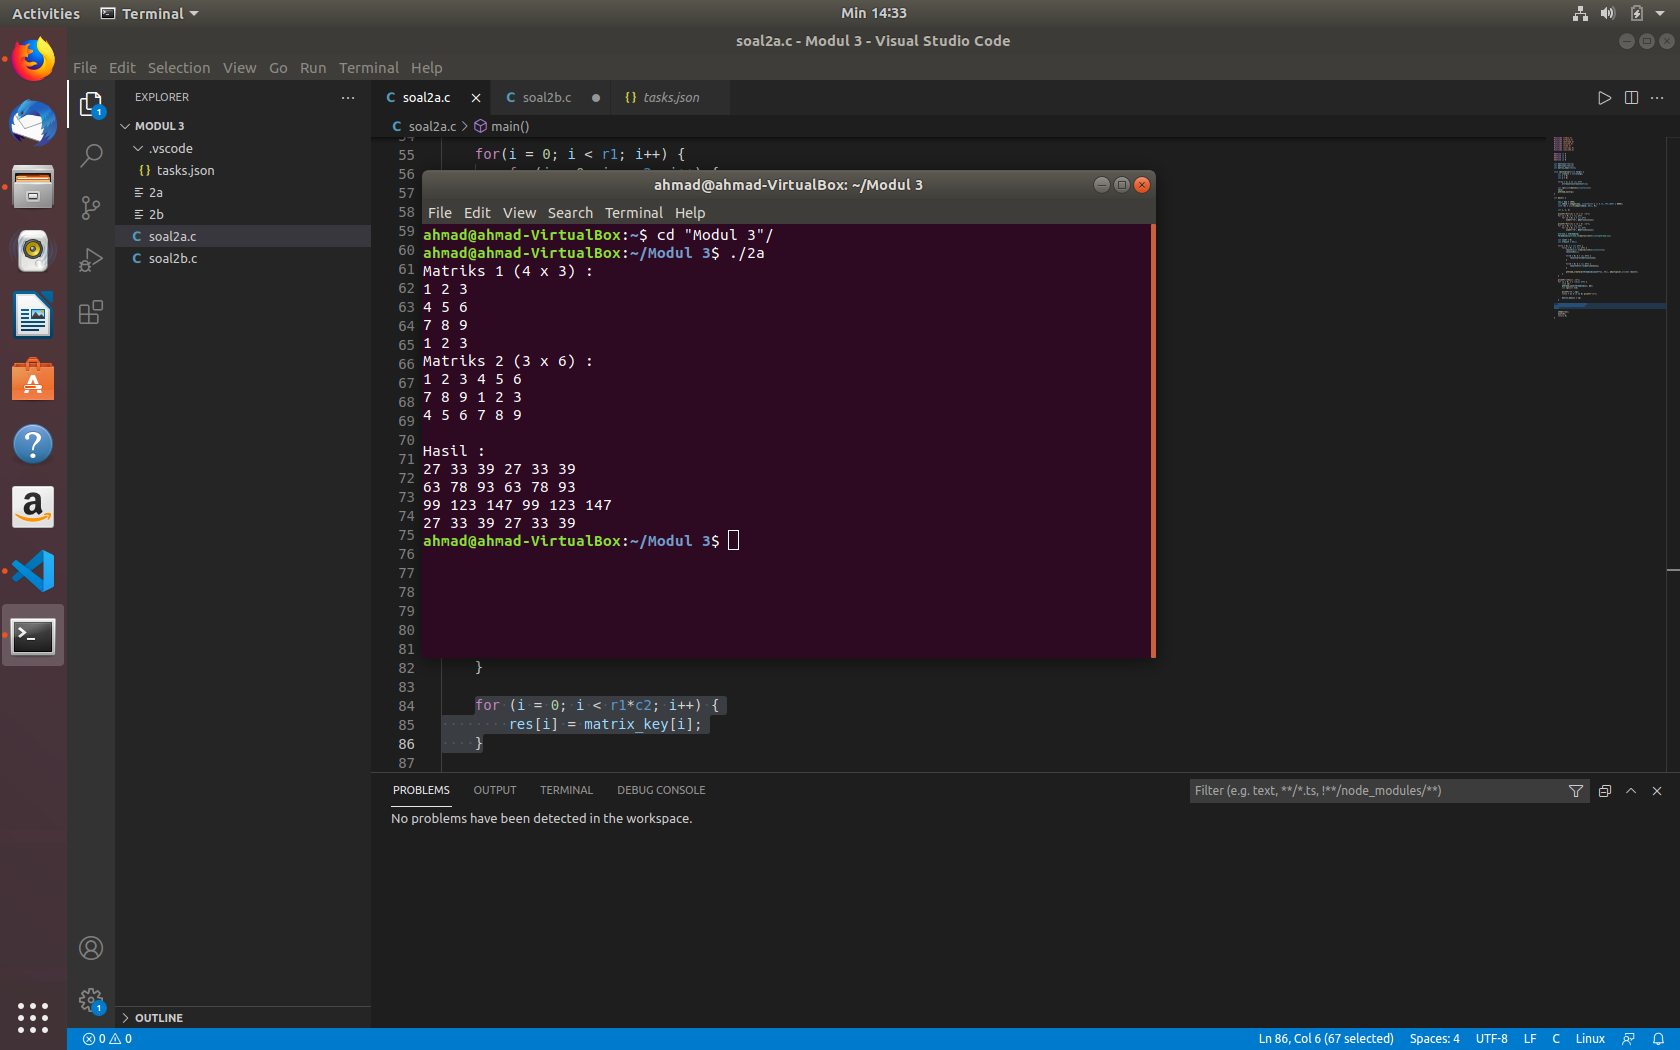 Activities Terminal Min 14:33
soal2a.c - Modul 3 - Visual Studio Code
File Edit Selection View Go Run Terminal Help
EXPLORER
MODUL 3
.vscode
tasks.json
2a
2b
soal2a.c
soal2b.c
OUTLINE
soal2a.c soal2b.c tasks.json
soal2a.c > main()
55 for(i = 0; i < r1; i++) {
56
57
58
59
60
61
62
63
64
65
66
67
68
69
70
71
72
73
74
75
76
77
78
79
80
81
82 }
83
84 for (i = 0; i < r1*c2; i++) {
85 res[i] = matrix_key[i];
86 }
87
ahmad@ahmad-VirtualBox: ~/Modul 3
File Edit View Search Terminal Help
ahmad@ahmad-VirtualBox:~$ cd "Modul 3"/
ahmad@ahmad-VirtualBox:~/Modul 3$ ./2a
Matriks 1 (4 x 3) :
1 2 3
4 5 6
7 8 9
1 2 3
Matriks 2 (3 x 6) :
1 2 3 4 5 6
7 8 9 1 2 3
4 5 6 7 8 9
Hasil :
27 33 39 27 33 39
63 78 93 63 78 93
99 123 147 99 123 147
27 33 39 27 33 39
ahmad@ahmad-VirtualBox:~/Modul 3$
PROBLEMS OUTPUT TERMINAL DEBUG CONSOLE
Filter (e.g. text, **/*.ts, !**/node_modules/**)
No problems have been detected in the workspace.
0 0 Ln 86, Col 6 (67 selected) Spaces: 4 UTF-8 LF C Linux